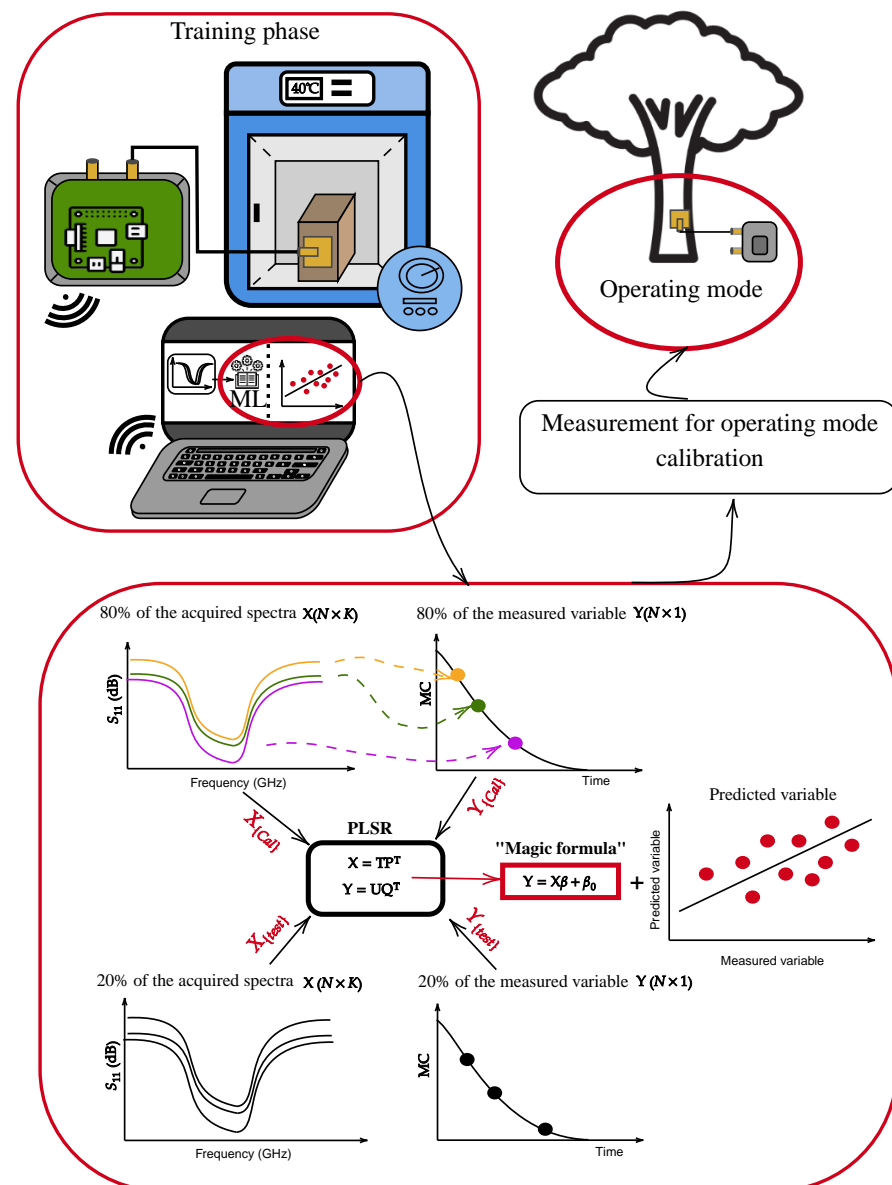 Training phase
40℃
ML
Operating mode
Measurement for operating mode
calibration
80% of the acquired spectra X(N×K)
80% of the measured variable Y(N×1)
S₁₁ (dB)
Frequency (GHz)
MC
Time
X{Cal}
Y{Cal}
PLSR
X = TPᵀ
Y = UQᵀ
"Magic formula"
Y = Xβ + β₀
+
Predicted variable
Predicted variable
Measured variable
X{test}
Y{test}
20% of the acquired spectra X (N×K)
20% of the measured variable Y (N×1)
S₁₁ (dB)
Frequency (GHz)
MC
Time